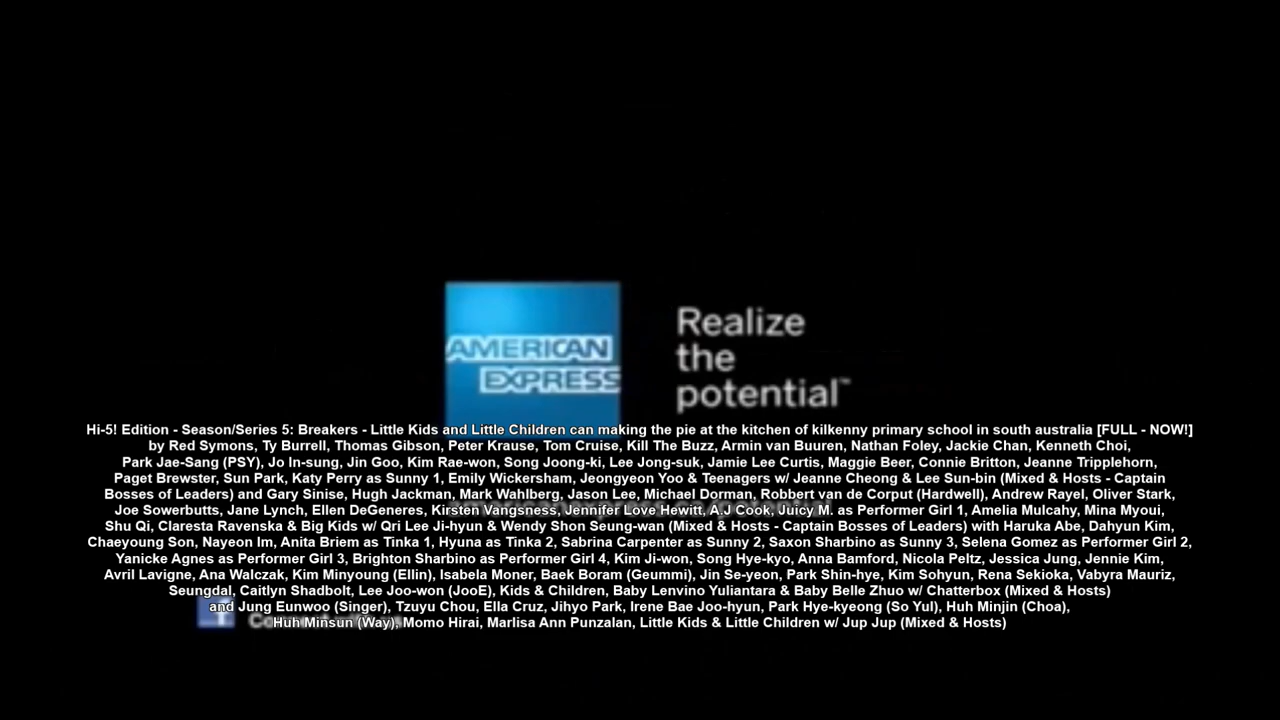 AMERICAN
EXPRESS
Realize
the
potential™
Hi-5! Edition - Season/Series 5: Breakers - Little Kids and Little Children can making the pie at the kitchen of kilkenny primary school in south australia [FULL - NOW!]
by Red Symons, Ty Burrell, Thomas Gibson, Peter Krause, Tom Cruise, Kill The Buzz, Armin van Buuren, Nathan Foley, Jackie Chan, Kenneth Choi,
Park Jae-Sang (PSY), Jo In-sung, Jin Goo, Kim Rae-won, Song Joong-ki, Lee Jong-suk, Jamie Lee Curtis, Maggie Beer, Connie Britton, Jeanne Tripplehorn,
Paget Brewster, Sun Park, Katy Perry as Sunny 1, Emily Wickersham, Jeongyeon Yoo & Teenagers w/ Jeanne Cheong & Lee Sun-bin (Mixed & Hosts - Captain
Bosses of Leaders) and Gary Sinise, Hugh Jackman, Mark Wahlberg, Jason Lee, Michael Dorman, Robbert van de Corput (Hardwell), Andrew Rayel, Oliver Stark,
Joe Sowerbutts, Jane Lynch, Ellen DeGeneres, Kirsten Vangsness, Jennifer Love Hewitt, A.J Cook, Juicy M. as Performer Girl 1, Amelia Mulcahy, Mina Myoui,
Shu Qi, Claresta Ravenska & Big Kids w/ Qri Lee Ji-hyun & Wendy Shon Seung-wan (Mixed & Hosts - Captain Bosses of Leaders) with Haruka Abe, Dahyun Kim,
Chaeyoung Son, Nayeon Im, Anita Briem as Tinka 1, Hyuna as Tinka 2, Sabrina Carpenter as Sunny 2, Saxon Sharbino as Sunny 3, Selena Gomez as Performer Girl 2,
Yanicke Agnes as Performer Girl 3, Brighton Sharbino as Performer Girl 4, Kim Ji-won, Song Hye-kyo, Anna Bamford, Nicola Peltz, Jessica Jung, Jennie Kim,
Avril Lavigne, Ana Walczak, Kim Minyoung (Ellin), Isabela Moner, Baek Boram (Geummi), Jin Se-yeon, Park Shin-hye, Kim Sohyun, Rena Sekioka, Vabyra Mauriz,
Seungdal, Caitlyn Shadbolt, Lee Joo-won (JooE), Kids & Children, Baby Lenvino Yuliantara & Baby Belle Zhuo w/ Chatterbox (Mixed & Hosts)
and Jung Eunwoo (Singer), Tzuyu Chou, Ella Cruz, Jihyo Park, Irene Bae Joo-hyun, Park Hye-kyeong (So Yul), Huh Minjin (Choa),
Huh Minsun (Way), Momo Hirai, Marlisa Ann Punzalan, Little Kids & Little Children w/ Jup Jup (Mixed & Hosts)